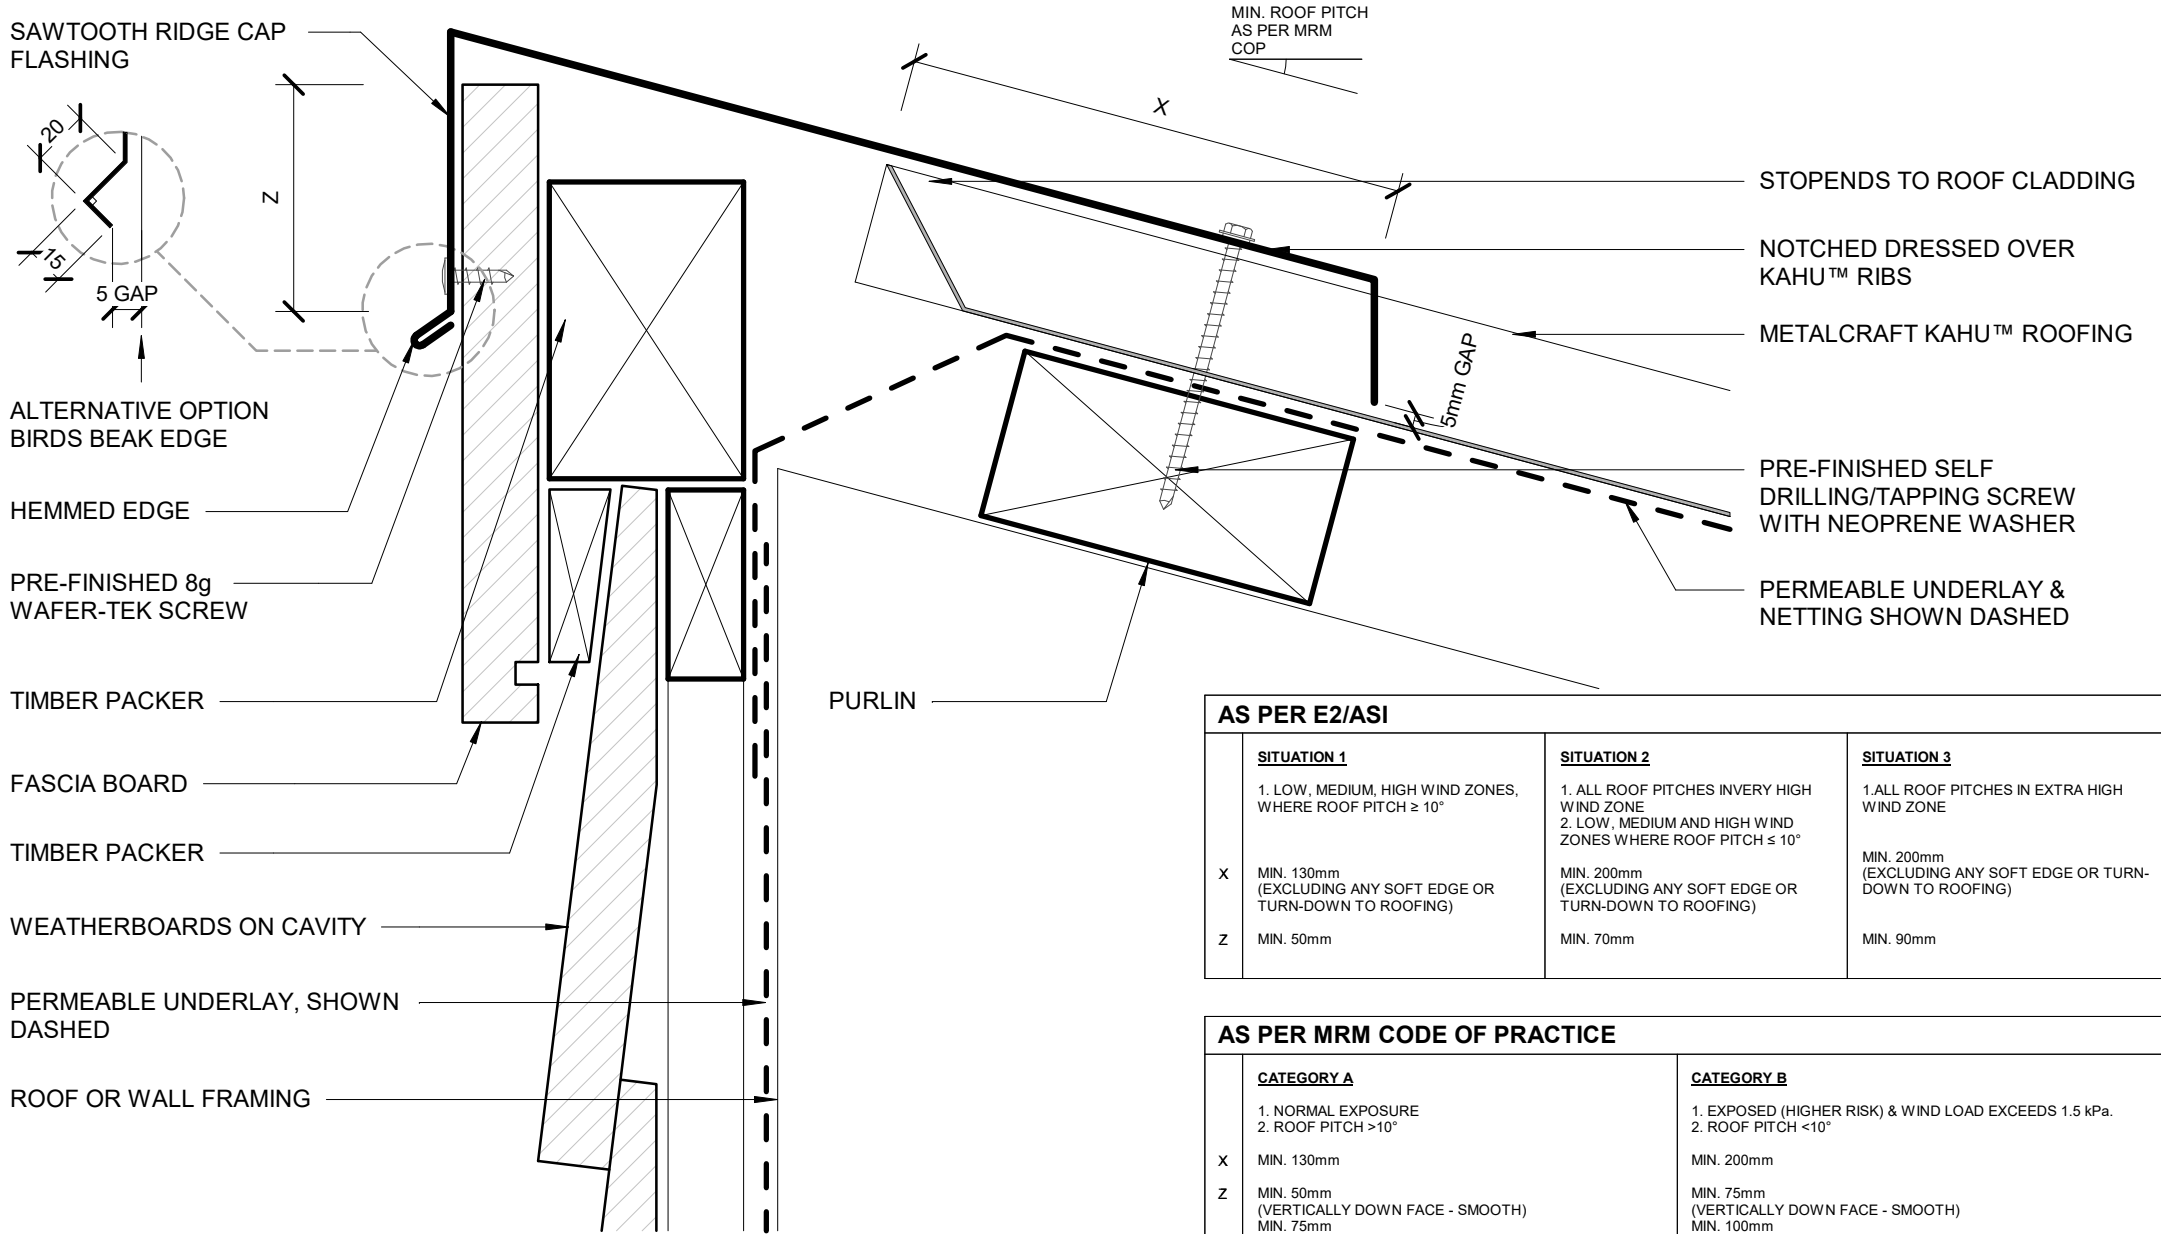 SAWTOOTH RIDGE CAP
FLASHING
MIN. ROOF PITCH
AS PER MRM
COP
X
Z
20
15
5 GAP
ALTERNATIVE OPTION
BIRDS BEAK EDGE
HEMMED EDGE
PRE-FINISHED 8g
WAFER-TEK SCREW
TIMBER PACKER
FASCIA BOARD
TIMBER PACKER
WEATHERBOARDS ON CAVITY
PERMEABLE UNDERLAY, SHOWN
DASHED
ROOF OR WALL FRAMING
PURLIN
STOPENDS TO ROOF CLADDING
NOTCHED DRESSED OVER
KAHU™ RIBS
METALCRAFT KAHU™ ROOFING
5mm GAP
PRE-FINISHED SELF
DRILLING/TAPPING SCREW
WITH NEOPRENE WASHER
PERMEABLE UNDERLAY &
NETTING SHOWN DASHED
AS PER E2/ASI
SITUATION 1
1. LOW, MEDIUM, HIGH WIND ZONES,
WHERE ROOF PITCH ≥ 10°
SITUATION 2
1. ALL ROOF PITCHES INVERY HIGH
WIND ZONE
2. LOW, MEDIUM AND HIGH WIND
ZONES WHERE ROOF PITCH ≤ 10°
SITUATION 3
1.ALL ROOF PITCHES IN EXTRA HIGH
WIND ZONE
X
MIN. 130mm
(EXCLUDING ANY SOFT EDGE OR
TURN-DOWN TO ROOFING)
MIN. 200mm
(EXCLUDING ANY SOFT EDGE OR
TURN-DOWN TO ROOFING)
MIN. 200mm
(EXCLUDING ANY SOFT EDGE OR TURN-
DOWN TO ROOFING)
Z
MIN. 50mm
MIN. 70mm
MIN. 90mm
AS PER MRM CODE OF PRACTICE
CATEGORY A
1. NORMAL EXPOSURE
2. ROOF PITCH >10°
CATEGORY B
1. EXPOSED (HIGHER RISK) & WIND LOAD EXCEEDS 1.5 kPa.
2. ROOF PITCH <10°
X
MIN. 130mm
MIN. 200mm
Z
MIN. 50mm
(VERTICALLY DOWN FACE - SMOOTH)
MIN. 75mm
MIN. 75mm
(VERTICALLY DOWN FACE - SMOOTH)
MIN. 100mm